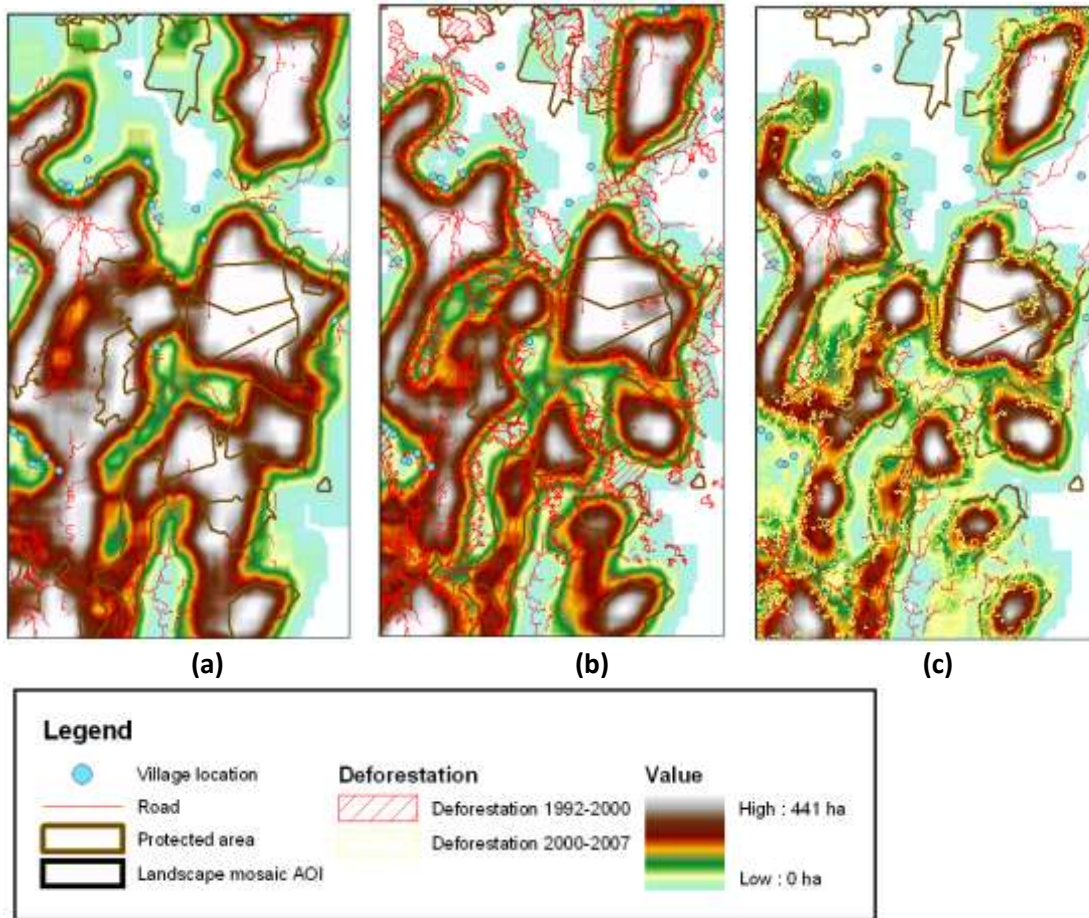 (a) (b) (c)
Legend
Village location
Road
Protected area
Landscape mosaic AOI
Deforestation
Deforestation 1992-2000
Deforestation 2000-2007
Value
High : 441 ha
Low : 0 ha